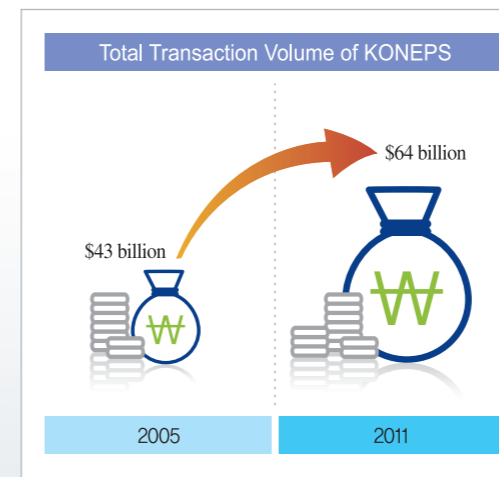 Total Transaction Volume of KONEPS
$64 billion
$43 billion
₩
₩
2005
2011